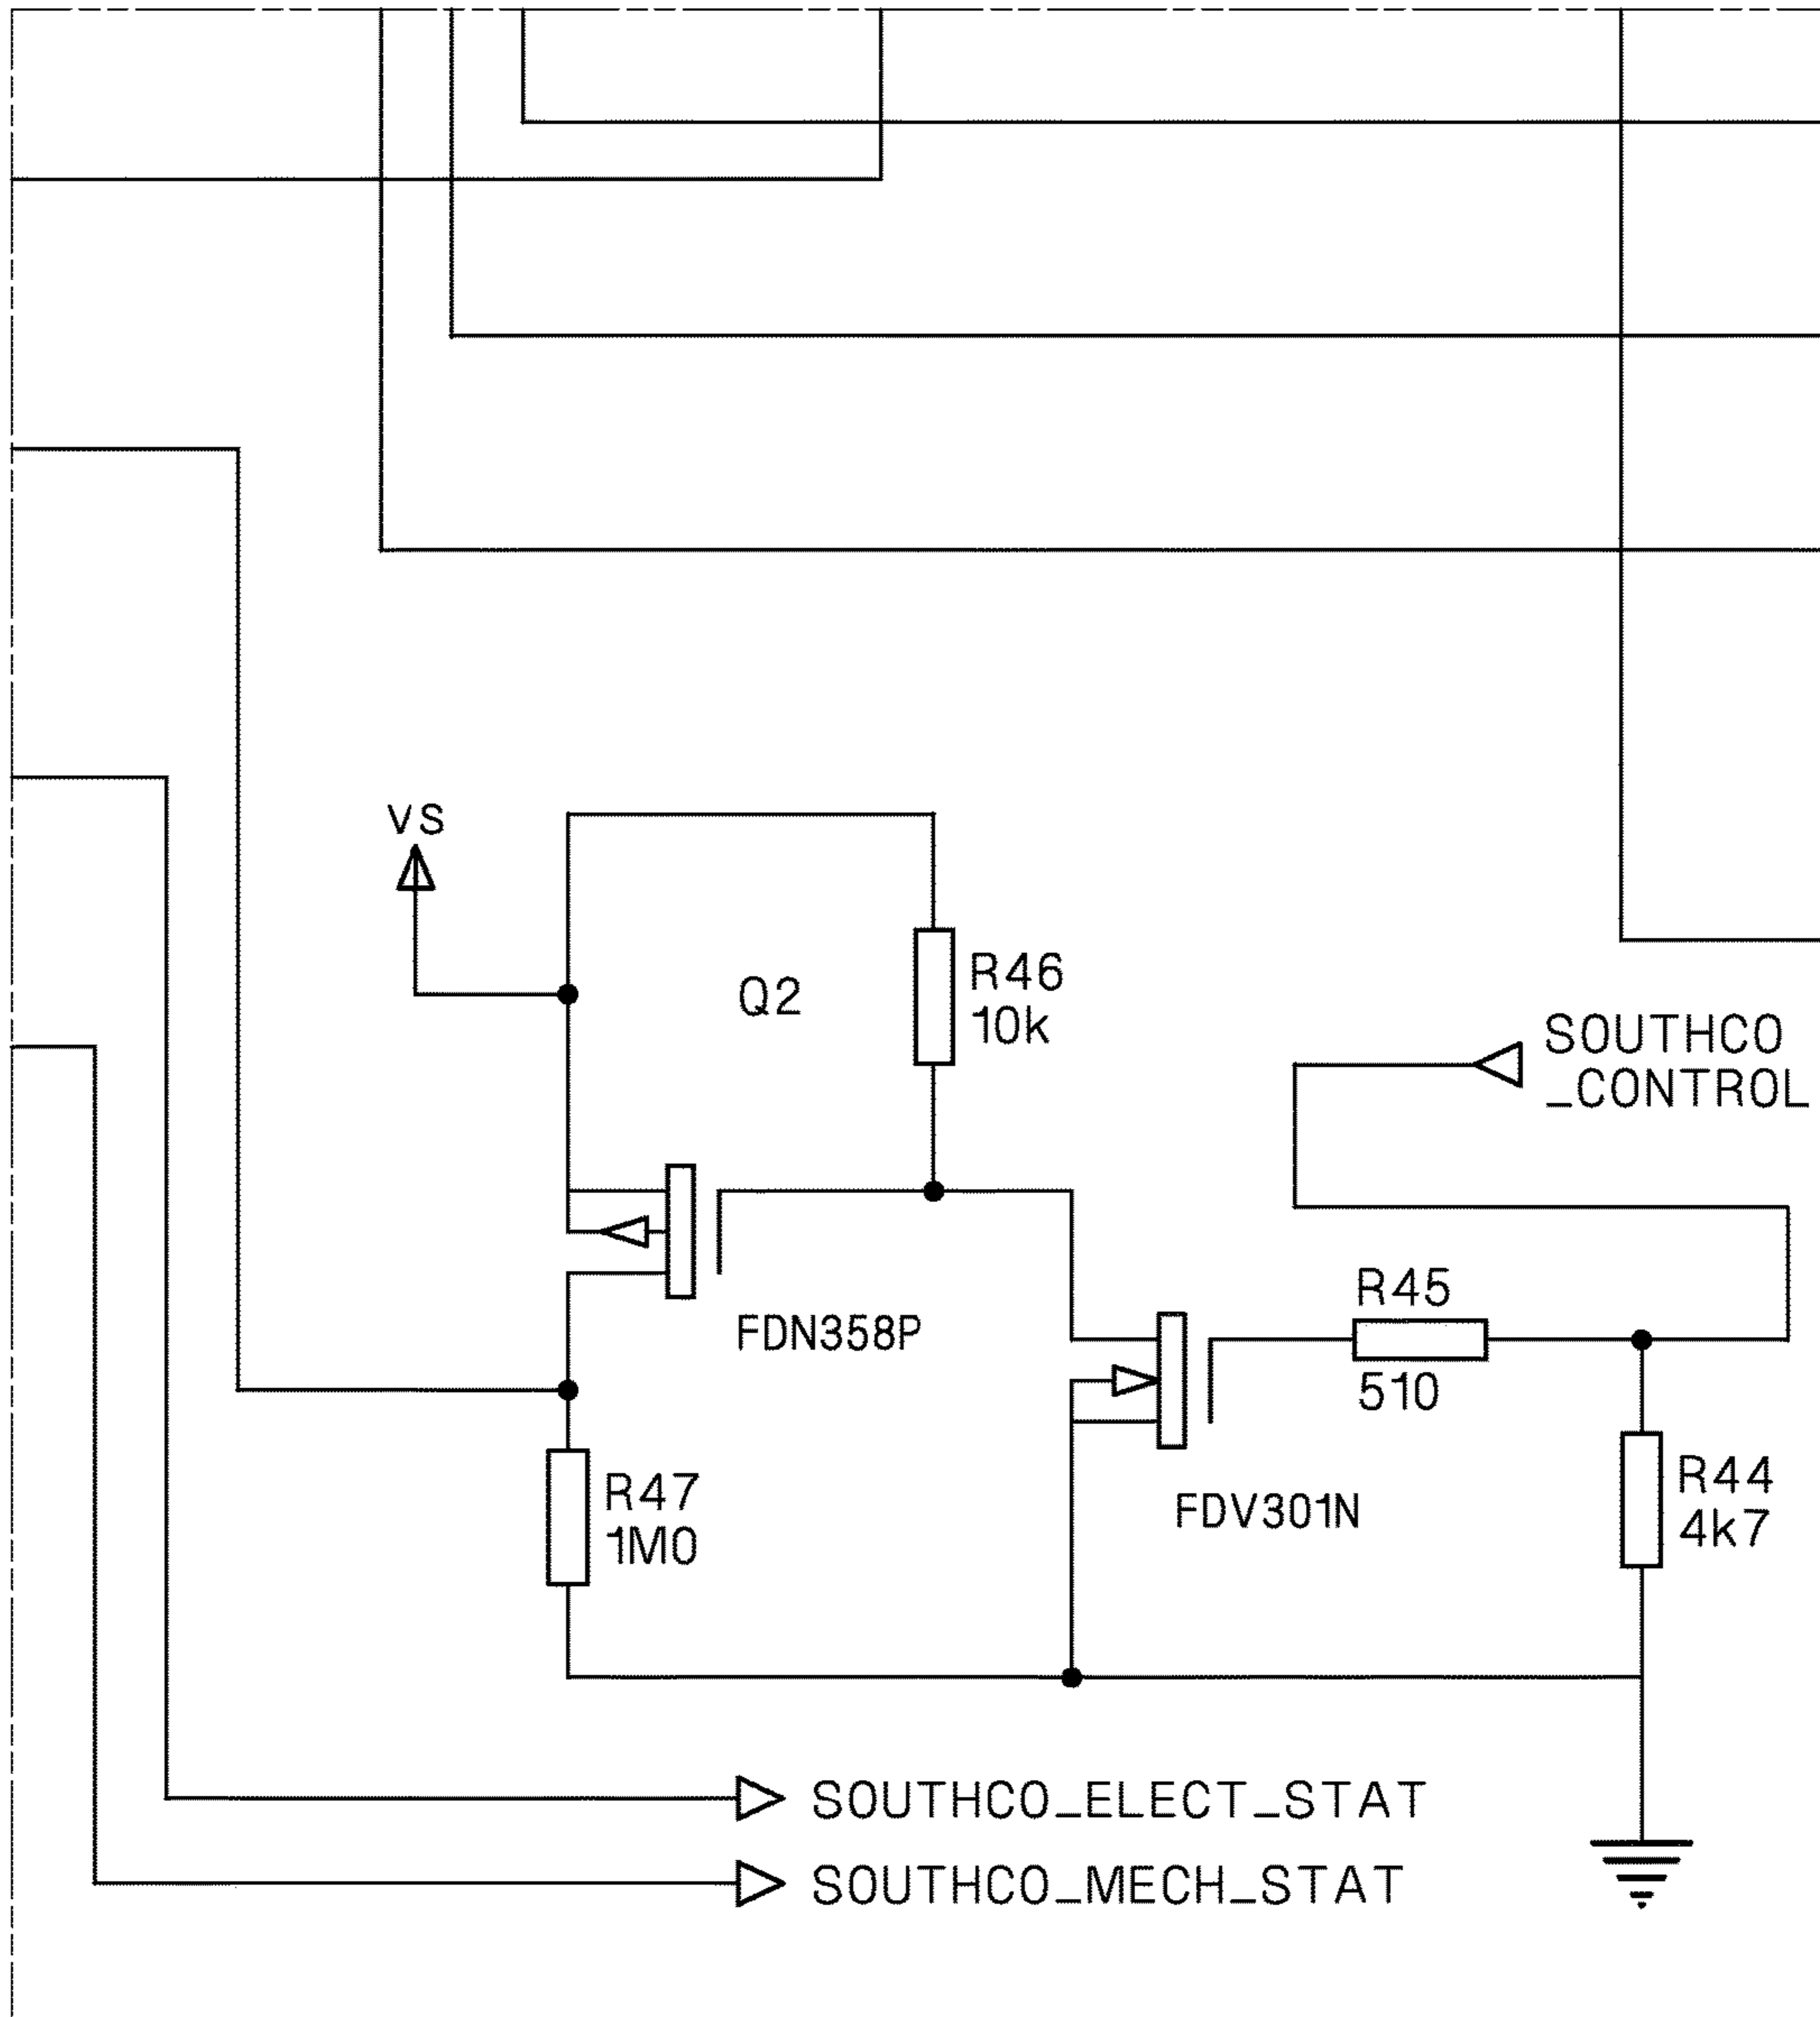 VS
Q2
R46
10k
SOUTHCO
_CONTROL
FDN358P
R45
510
R47
1M0
FDV301N
R44
4k7
SOUTHCO_ELECT_STAT
SOUTHCO_MECH_STAT